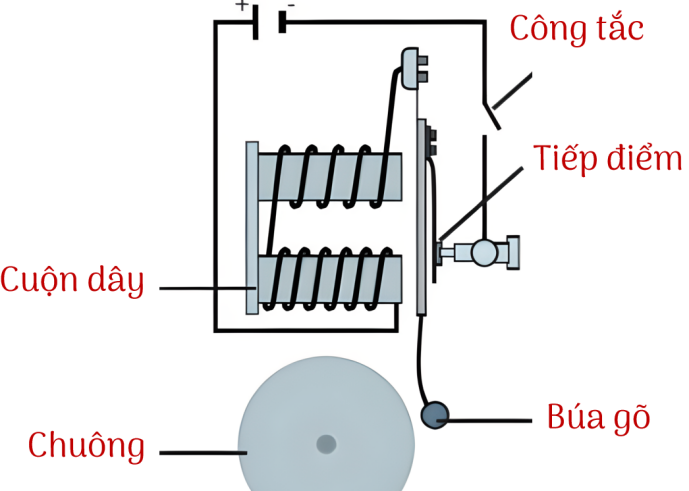 + -
Công tắc
Tiếp điểm
Cuộn dây
Búa gõ
Chuông